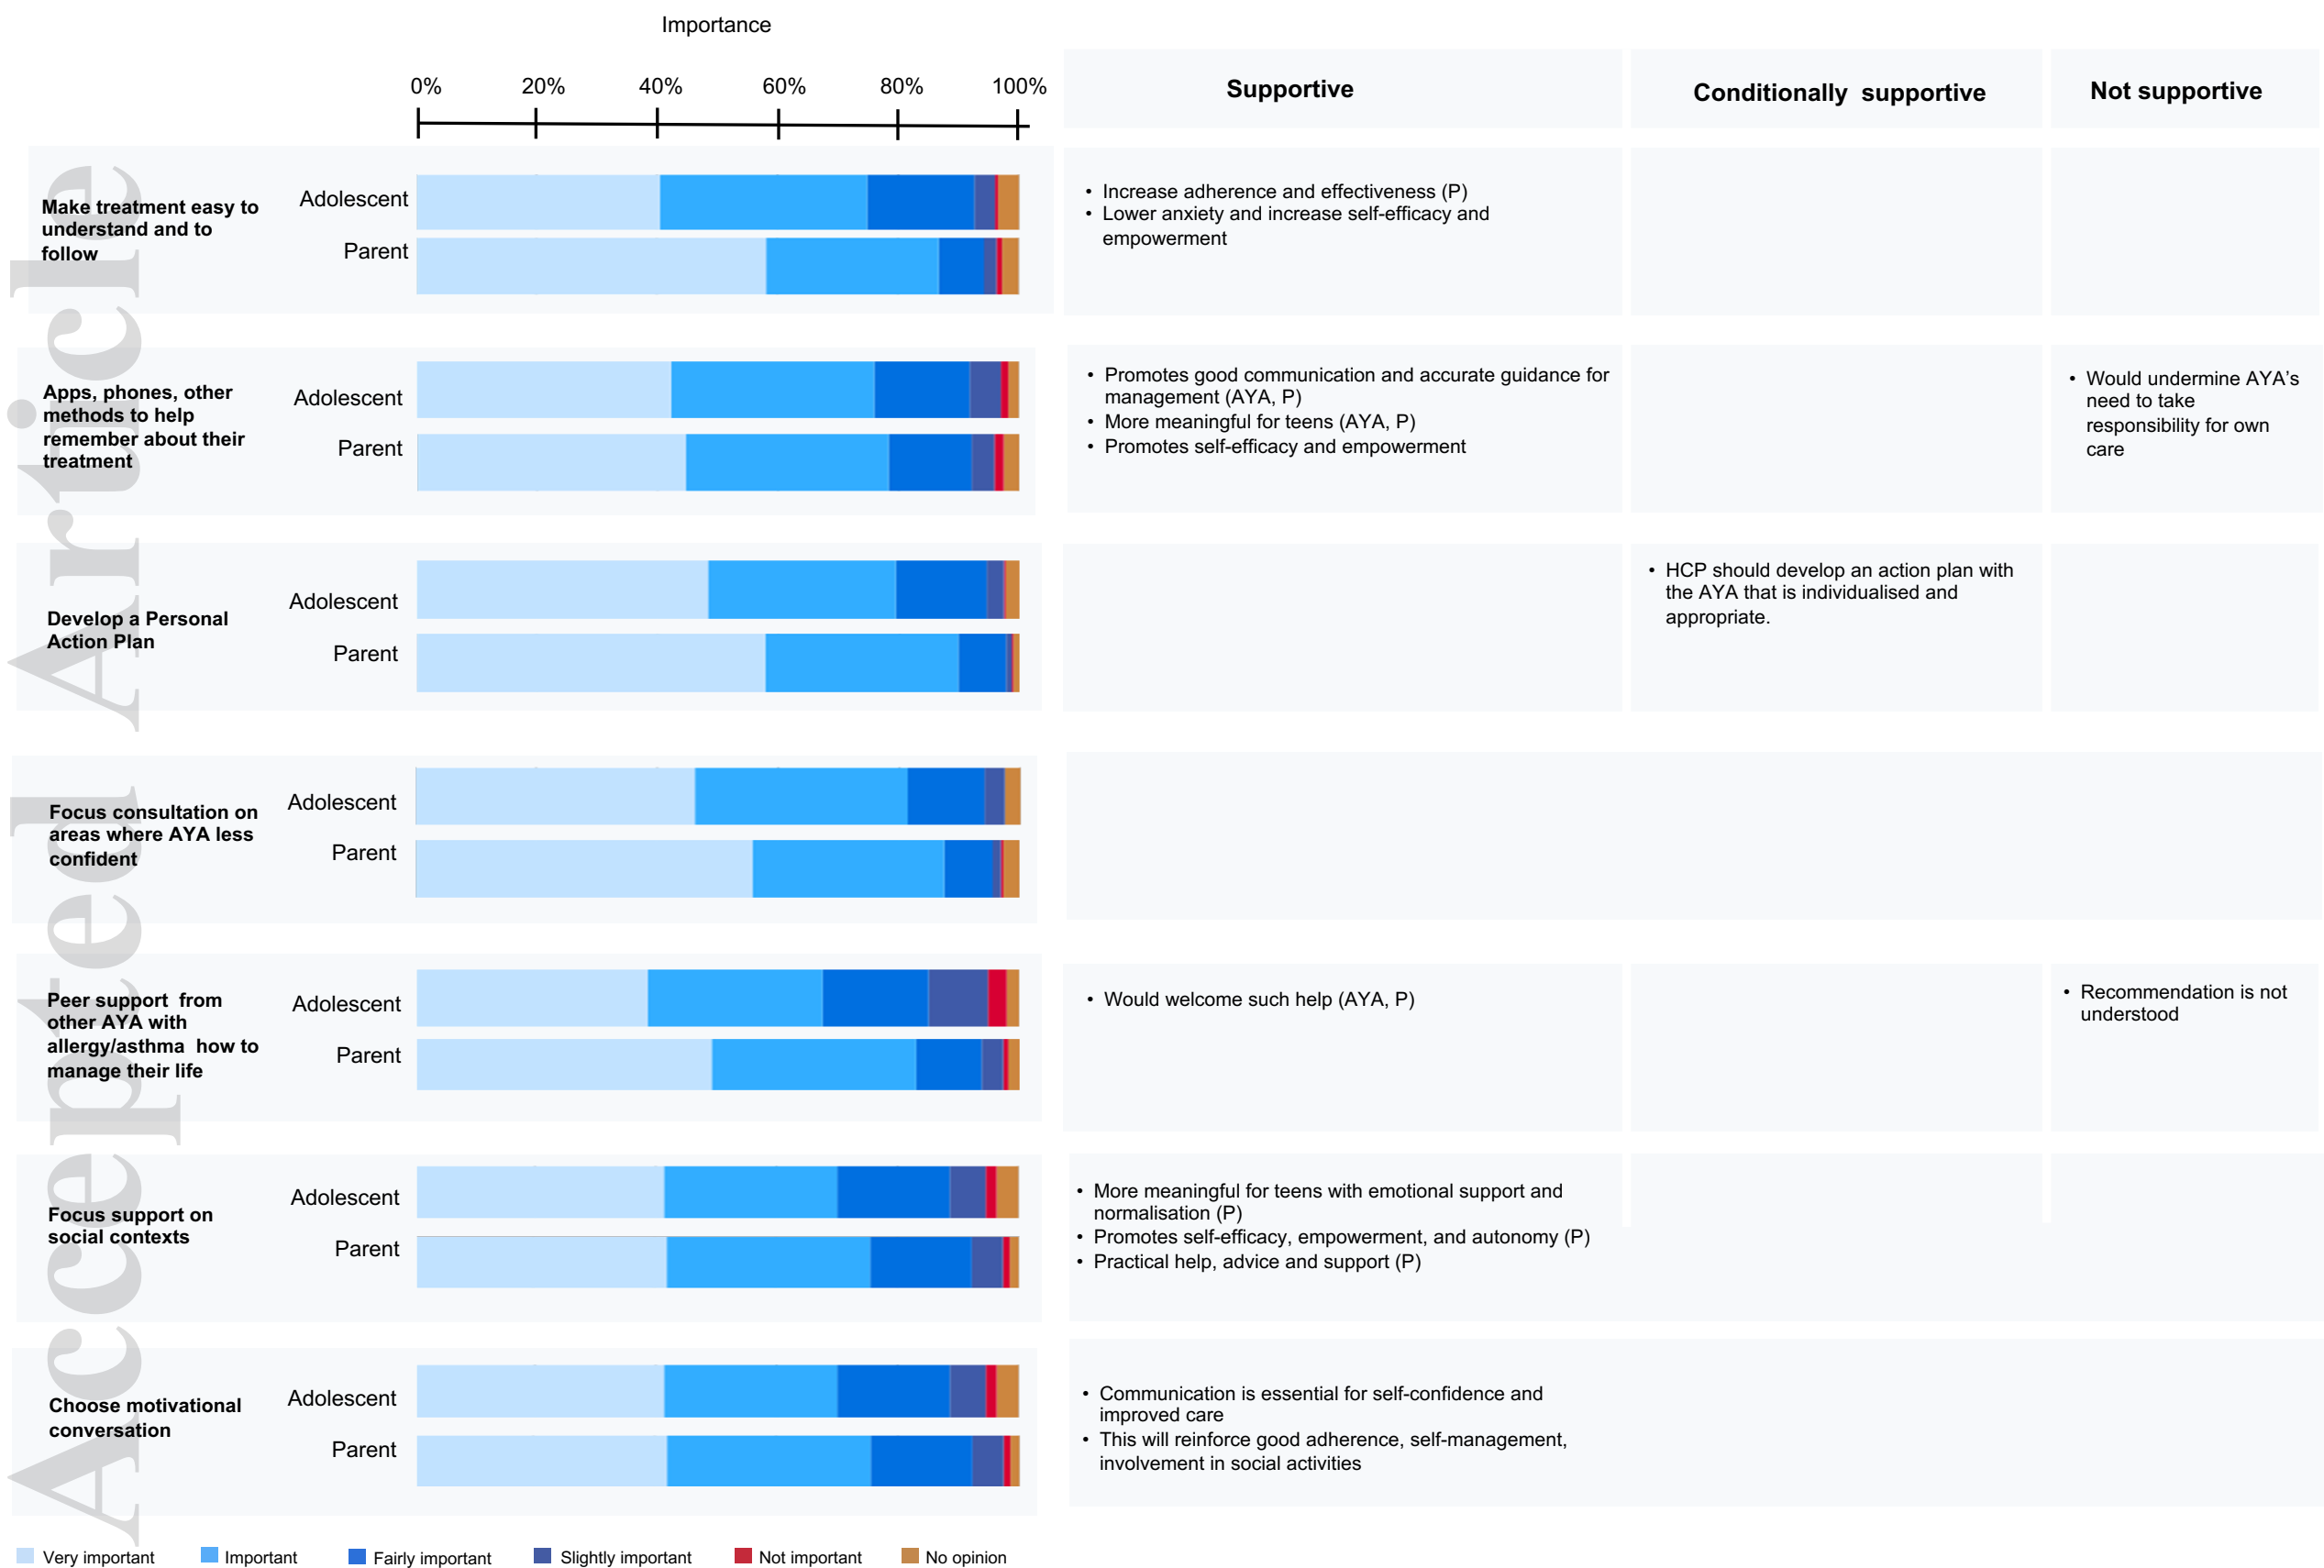 Importance
0% 20% 40% 60% 80% 100%
Supportive
Conditionally supportive
Not supportive
Make treatment easy to
understand and to
follow
Adolescent
Parent
• Increase adherence and effectiveness (P)
• Lower anxiety and increase self-efficacy and
empowerment
Apps, phones, other
methods to help
remember about their
treatment
Adolescent
Parent
• Promotes good communication and accurate guidance for
management (AYA, P)
• More meaningful for teens (AYA, P)
• Promotes self-efficacy and empowerment
• Would undermine AYA's
need to take
responsibility for own
care
Develop a Personal
Action Plan
Adolescent
Parent
• HCP should develop an action plan with
the AYA that is individualised and
appropriate.
Focus consultation on
areas where AYA less
confident
Adolescent
Parent
Peer support from
other AYA with
allergy/asthma how to
manage their life
Adolescent
Parent
• Would welcome such help (AYA, P)
• Recommendation is not
understood
Focus support on
social contexts
Adolescent
Parent
• More meaningful for teens with emotional support and
normalisation (P)
• Promotes self-efficacy, empowerment, and autonomy (P)
• Practical help, advice and support (P)
Choose motivational
conversation
Adolescent
Parent
• Communication is essential for self-confidence and
improved care
• This will reinforce good adherence, self-management,
involvement in social activities
Very important
Important
Fairly important
Slightly important
Not important
No opinion
Accepted Article